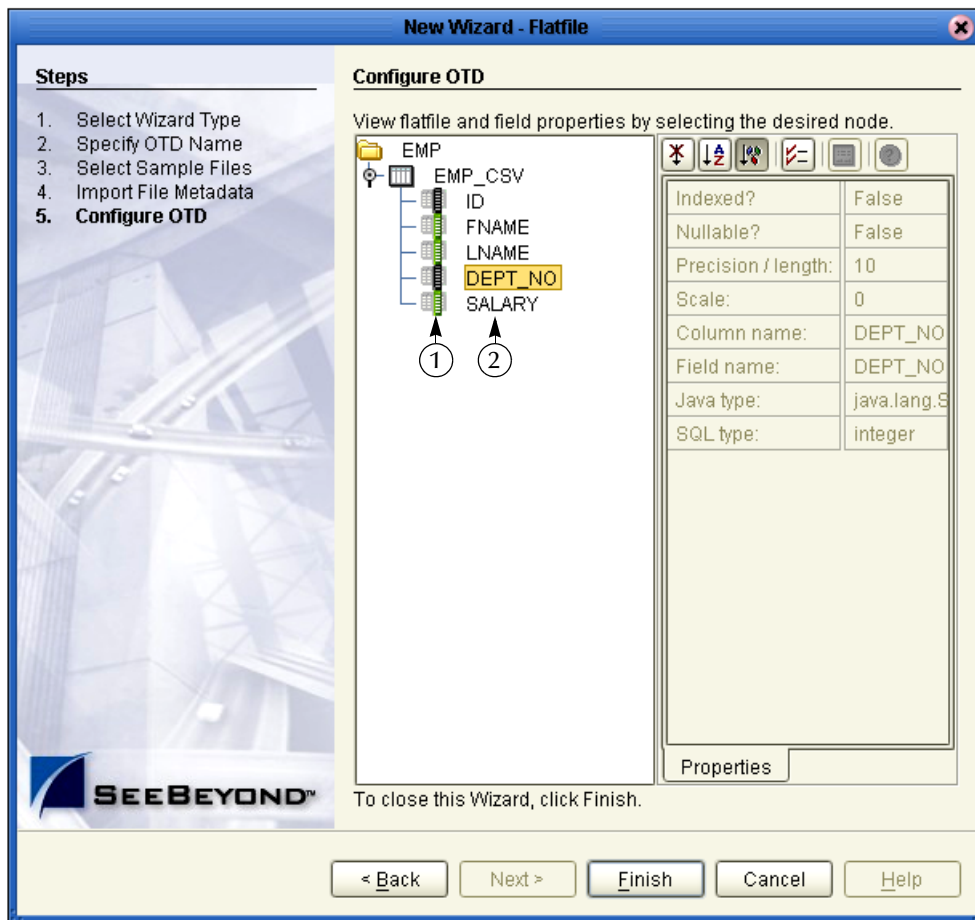 New Wizard - Flatfile
Steps
1. Select Wizard Type
2. Specify OTD Name
3. Select Sample Files
4. Import File Metadata
5. Configure OTD
SEEBEYOND™
Configure OTD
View flatfile and field properties by selecting the desired node.
EMP
EMP_CSV
ID
FNAME
LNAME
DEPT_NO
SALARY
1 2
Indexed? False
Nullable? False
Precision / length: 10
Scale: 0
Column name: DEPT_NO
Field name: DEPT_NO
Java type: java.lang.S
SQL type: integer
Properties
To close this Wizard, click Finish.
< Back Next > Finish Cancel Help